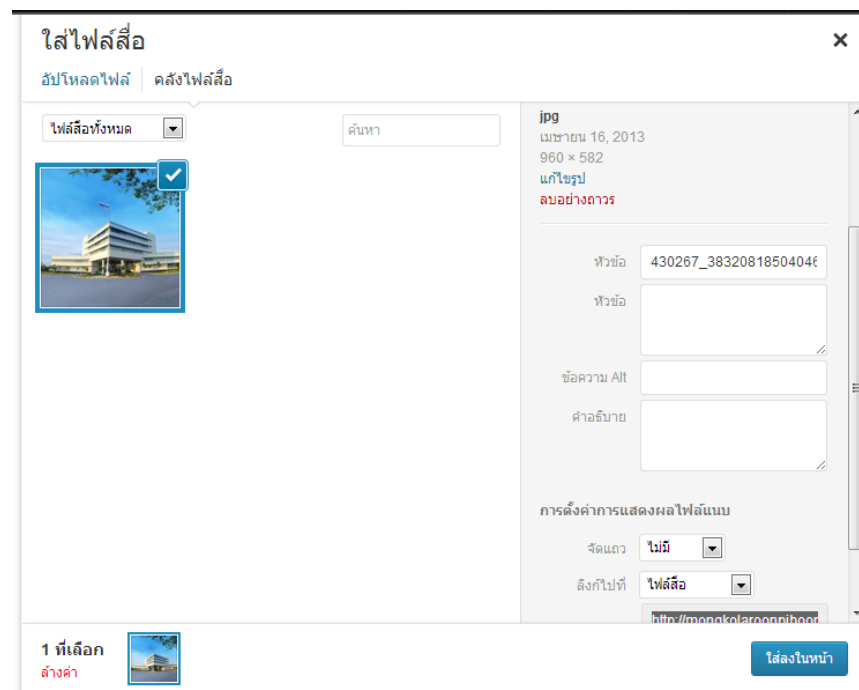 ใส่ไฟล์สื่อ
อัปโหลดไฟล์ คลังไฟล์สื่อ
ไฟล์สื่อทั้งหมด
ค้นหา
jpg
เมษายน 16, 2013
960 × 582
แก้ไขรูป
ลบอย่างถาวร
หัวข้อ 430267_38320818504046
หัวข้อ
ข้อความ Alt
คำอธิบาย
การตั้งค่าการแสดงผลไฟล์แนบ
จัดแถว ไม่มี
ลิงก์ไปที่ ไฟล์สื่อ
1 ที่เลือก
ล้างค่า
ใส่ลงในหน้า